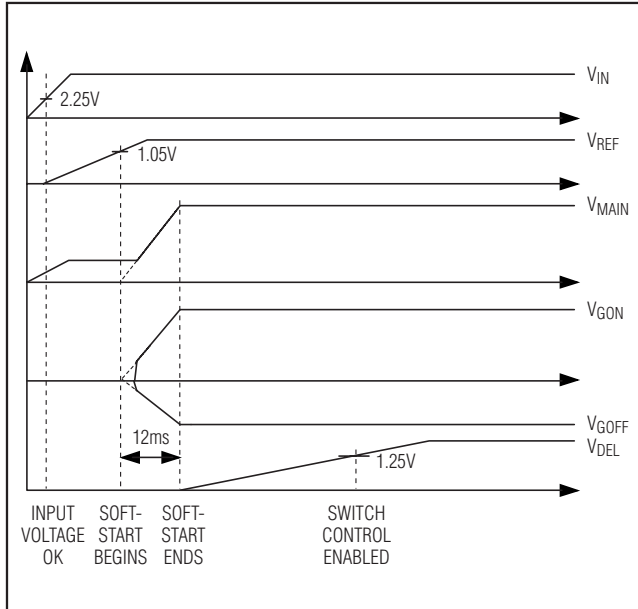 VIN
2.25V
VREF
1.05V
VMAIN
VGON
VGOFF
12ms
VDEL
1.25V
INPUT
VOLTAGE
OK
SOFT-
START
BEGINS
SOFT-
START
ENDS
SWITCH
CONTROL
ENABLED